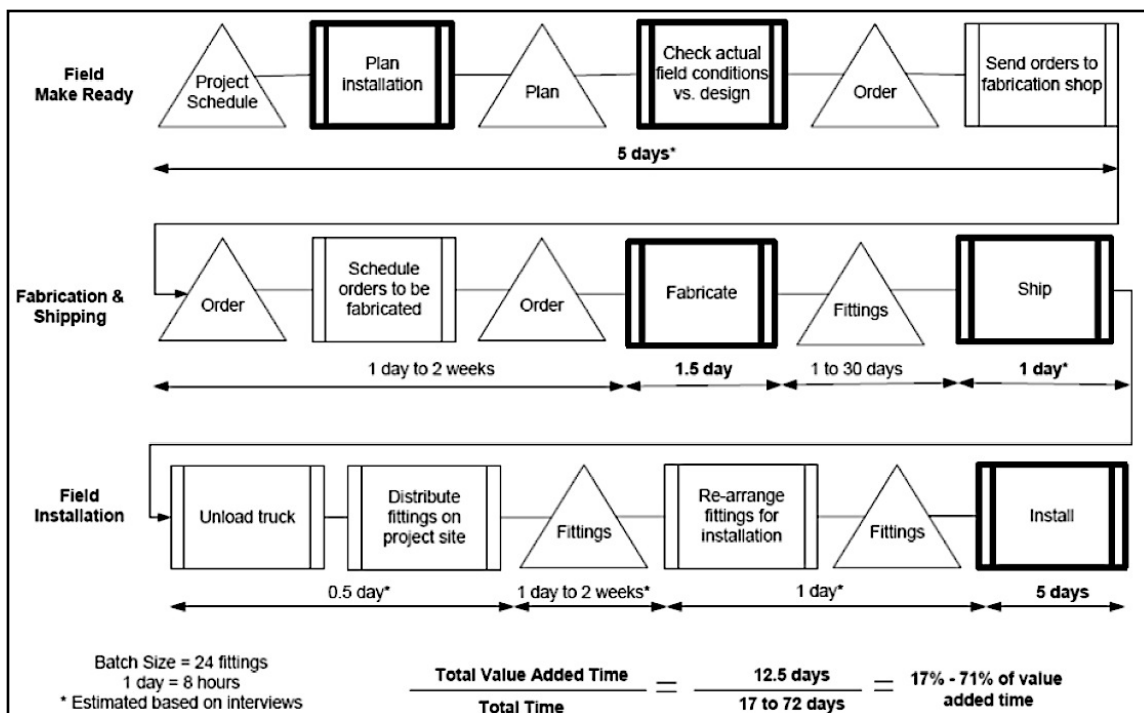 Field
Make Ready
Project
Schedule
Plan
installation
Plan
Check actual
field conditions
vs. design
Order
Send orders to
fabrication shop
5 days*
Fabrication &
Shipping
Order
Schedule
orders to be
fabricated
Order
Fabricate
Fittings
Ship
1 day to 2 weeks
1.5 day
1 to 30 days
1 day*
Field
Installation
Unload truck
Distribute
fittings on
project site
Fittings
Re-arrange
fittings for
installation
Fittings
Install
0.5 day*
1 day to 2 weeks*
1 day*
5 days
Batch Size = 24 fittings
1 day = 8 hours
* Estimated based on interviews
Total Value Added Time
Total Time
=
12.5 days
17 to 72 days
=
17% - 71% of value
added time